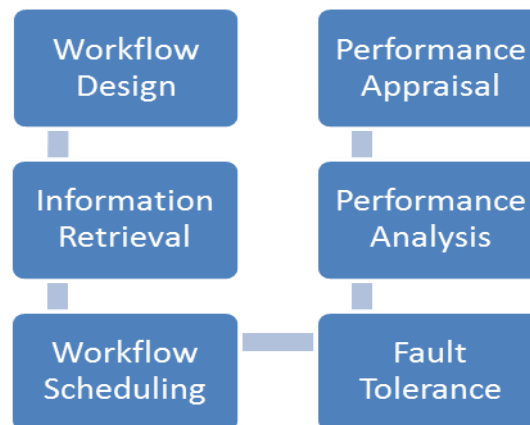 Workflow
Design
Information
Retrieval
Workflow
Scheduling
Fault
Tolerance
Performance
Analysis
Performance
Appraisal